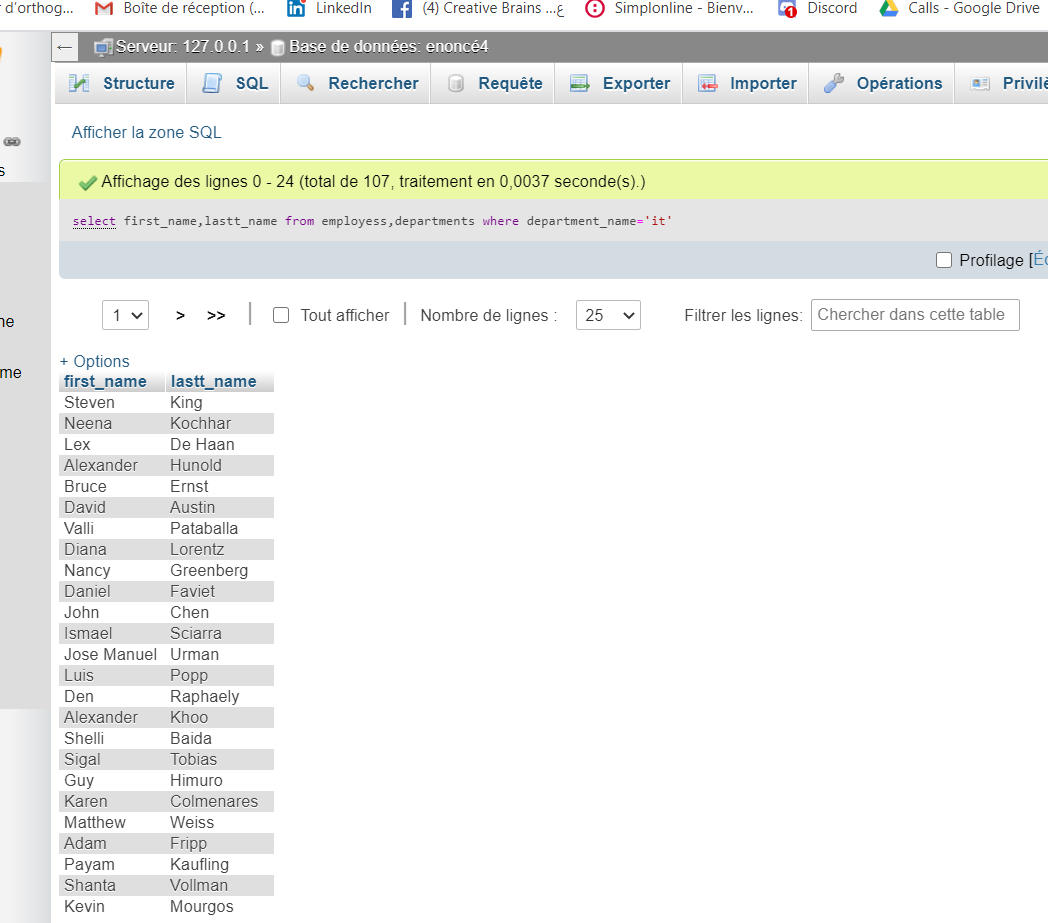 r d'orthog... Boîte de réception (... LinkedIn (4) Creative Brains ...ع Simplonline - Bienv... Discord Calls - Google Drive
← Serveur: 127.0.0.1 » Base de données: enoncé4
Structure SQL Rechercher Requête Exporter Importer Opérations Privilè
Afficher la zone SQL
s
Affichage des lignes 0 - 24 (total de 107, traitement en 0,0037 seconde(s).)
select first_name,lastt_name from employess,departments where department_name='it'
Profilage [Éc
ne
1 > >> Tout afficher Nombre de lignes : 25 Filtrer les lignes: Chercher dans cette table
me
+ Options
first_name lastt_name
Steven King
Neena Kochhar
Lex De Haan
Alexander Hunold
Bruce Ernst
David Austin
Valli Pataballa
Diana Lorentz
Nancy Greenberg
Daniel Faviet
John Chen
Ismael Sciarra
Jose Manuel Urman
Luis Popp
Den Raphaely
Alexander Khoo
Shelli Baida
Sigal Tobias
Guy Himuro
Karen Colmenares
Matthew Weiss
Adam Fripp
Payam Kaufling
Shanta Vollman
Kevin Mourgos